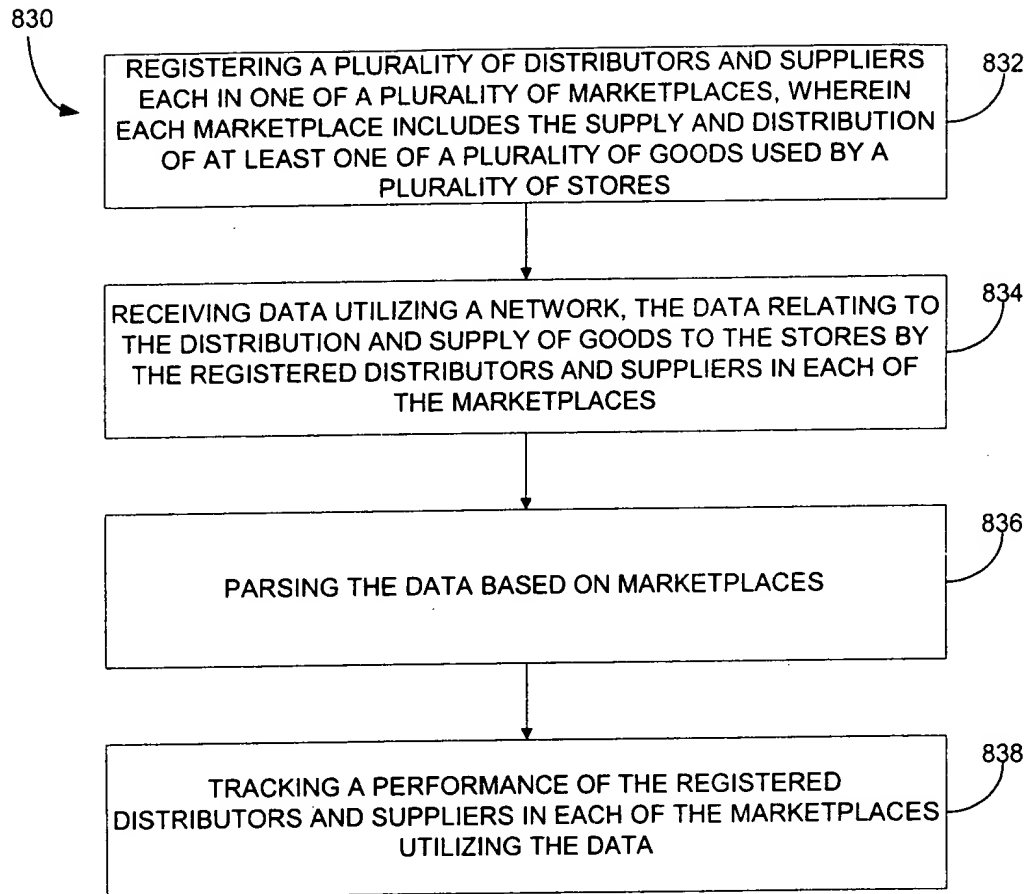 830
REGISTERING A PLURALITY OF DISTRIBUTORS AND SUPPLIERS
EACH IN ONE OF A PLURALITY OF MARKETPLACES, WHEREIN
EACH MARKETPLACE INCLUDES THE SUPPLY AND DISTRIBUTION
OF AT LEAST ONE OF A PLURALITY OF GOODS USED BY A
PLURALITY OF STORES
832
RECEIVING DATA UTILIZING A NETWORK, THE DATA RELATING TO
THE DISTRIBUTION AND SUPPLY OF GOODS TO THE STORES BY
THE REGISTERED DISTRIBUTORS AND SUPPLIERS IN EACH OF
THE MARKETPLACES
834
PARSING THE DATA BASED ON MARKETPLACES
836
TRACKING A PERFORMANCE OF THE REGISTERED
DISTRIBUTORS AND SUPPLIERS IN EACH OF THE MARKETPLACES
UTILIZING THE DATA
838